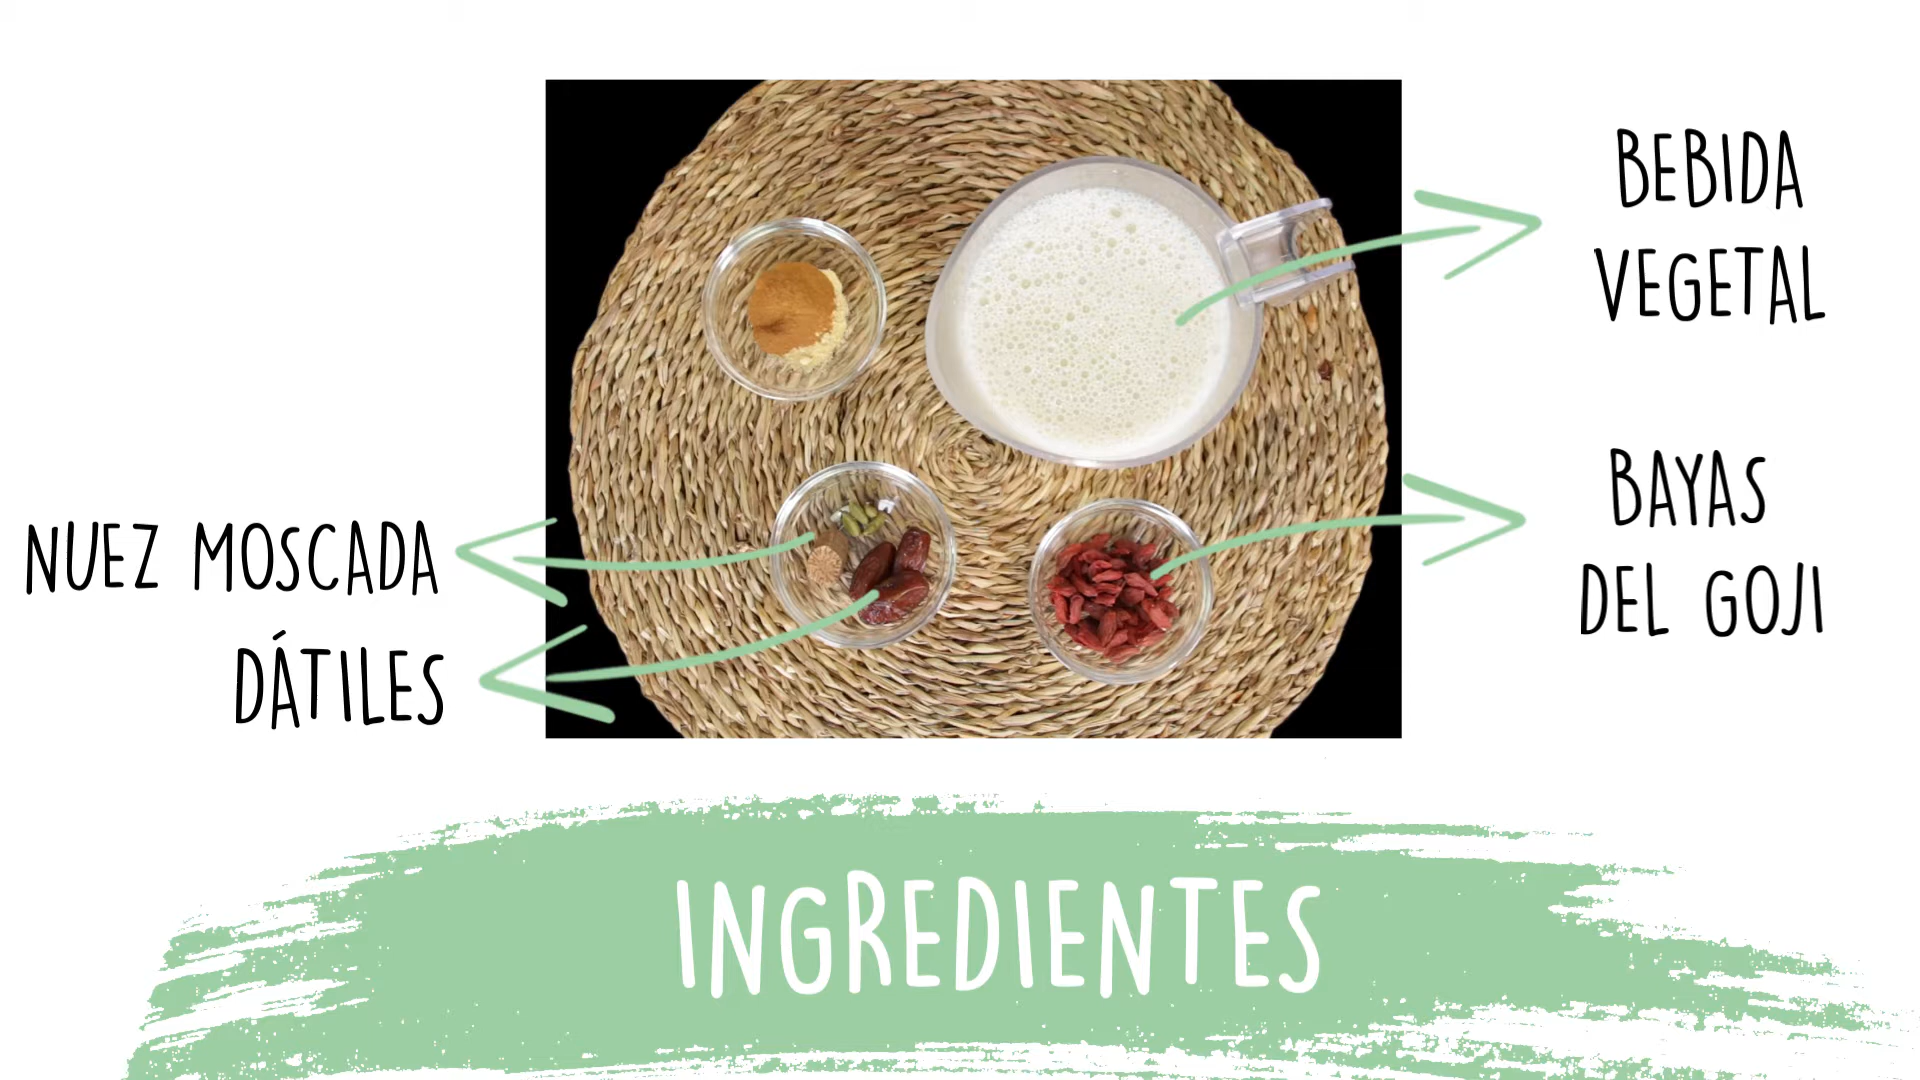 BEBIDA
VEGETAL
BAYAS
DEL GOJI
NUEZ MOSCADA
DÁTILES
INGREDIENTES